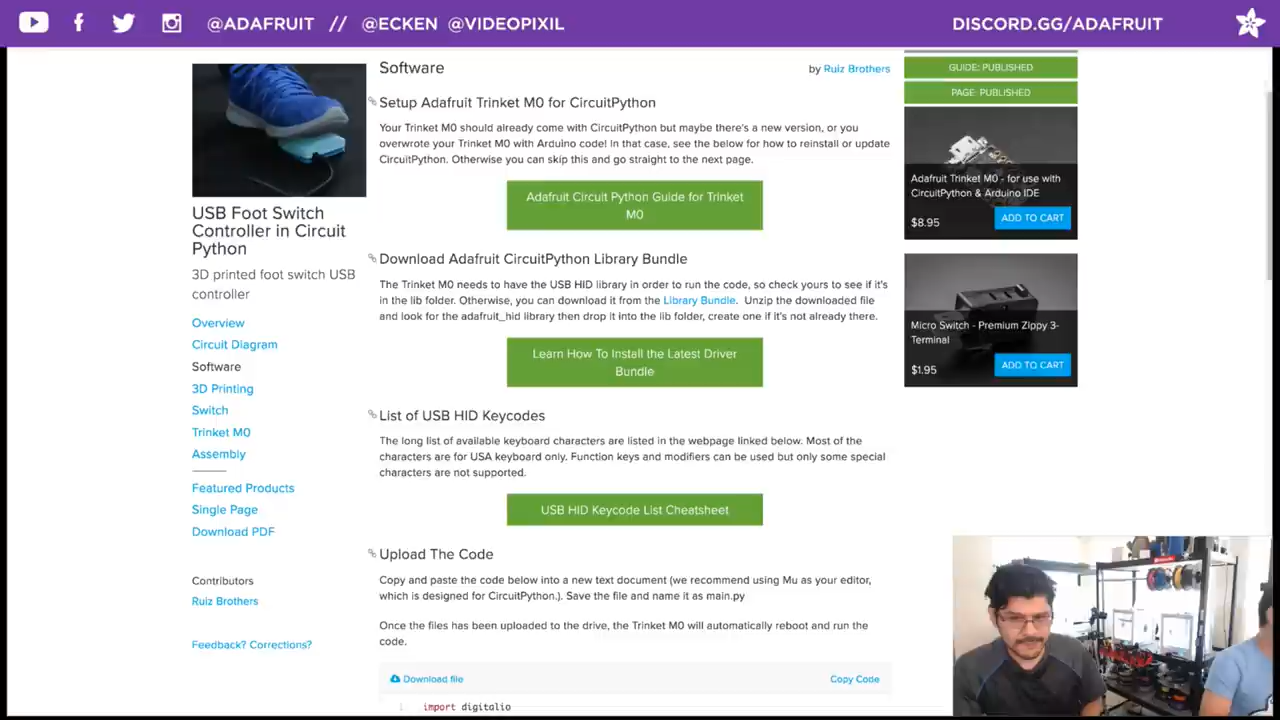 @ADAFRUIT // @ECKEN @VIDEOPIXIL
DISCORD.GG/ADAFRUIT
USB Foot Switch
Controller in Circuit
Python
3D printed foot switch USB
controller
Overview
Circuit Diagram
Software
3D Printing
Switch
Trinket M0
Assembly
Featured Products
Single Page
Download PDF
Contributors
Ruiz Brothers
Feedback? Corrections?
Software
by Ruiz Brothers
Setup Adafruit Trinket M0 for CircuitPython
Your Trinket M0 should already come with CircuitPython but maybe there's a new version, or you
overwrote your Trinket M0 with Arduino code! In that case, see the below for how to reinstall or update
CircuitPython. Otherwise you can skip this and go straight to the next page.
Adafruit Circuit Python Guide for Trinket
M0
Download Adafruit CircuitPython Library Bundle
The Trinket M0 needs to have the USB HID library in order to run the code, so check yours to see if it's
in the lib folder. Otherwise, you can download it from the Library Bundle. Unzip the downloaded file
and look for the adafruit_hid library then drop it into the lib folder, create one if it's not already there.
Learn How To Install the Latest Driver
Bundle
List of USB HID Keycodes
The long list of available keyboard characters are listed in the webpage linked below. Most of the
characters are for USA keyboard only. Function keys and modifiers can be used but only some special
characters are not supported.
USB HID Keycode List Cheatsheet
Upload The Code
Copy and paste the code below into a new text document (we recommend using Mu as your editor,
which is designed for CircuitPython.). Save the file and name it as main.py
Once the files has been uploaded to the drive, the Trinket M0 will automatically reboot and run the
code.
Download file
Copy Code
1 import digitalio
GUIDE: PUBLISHED
PAGE: PUBLISHED
Adafruit Trinket M0 - for use with
CircuitPython & Arduino IDE
$8.95
ADD TO CART
Micro Switch - Premium Zippy 3-
Terminal
$1.95
ADD TO CART